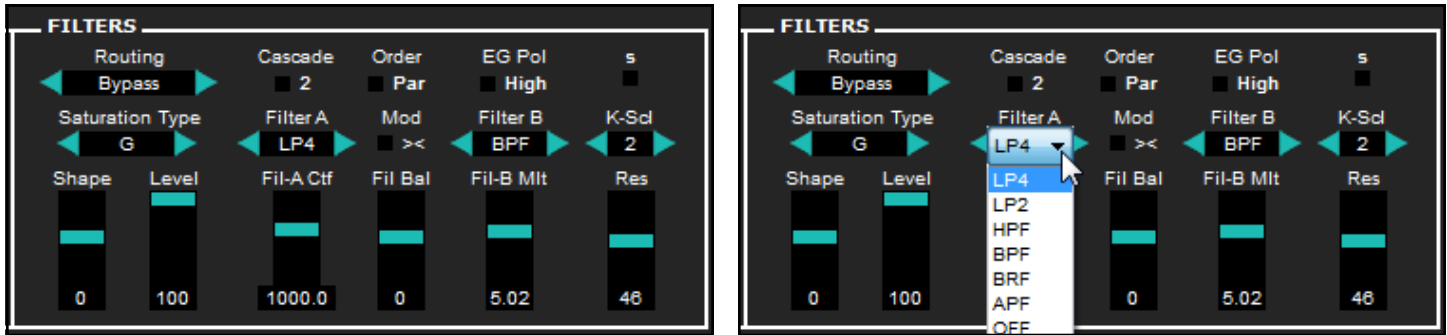 FILTERS
Routing Cascade Order EG Pol s
Bypass 2 Par High
Saturation Type Filter A Mod Filter B K-Scl
G LP4 >< BPF 2
Shape Level Fil-A Ctf Fil Bal Fil-B Mlt Res
0 100 1000.0 0 5.02 46
FILTERS
Routing Cascade Order EG Pol s
Bypass 2 Par High
Saturation Type Filter A Mod Filter B K-Scl
G LP4 >< BPF 2
Shape Level LP4 Fil Bal Fil-B Mlt Res
LP2
HPF
BPF
BRF
0 100 APF 0 5.02 46
OFF